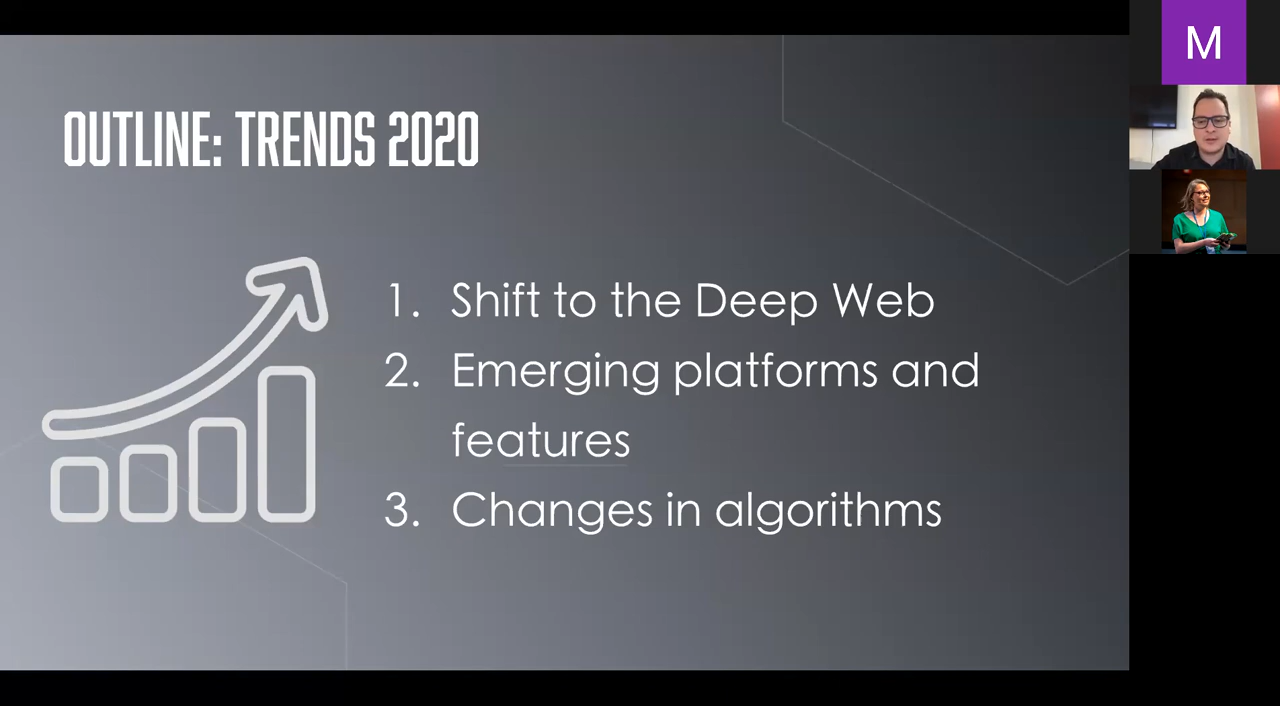 OUTLINE: TRENDS 2020
1. Shift to the Deep Web
2. Emerging platforms and
features
3. Changes in algorithms
M